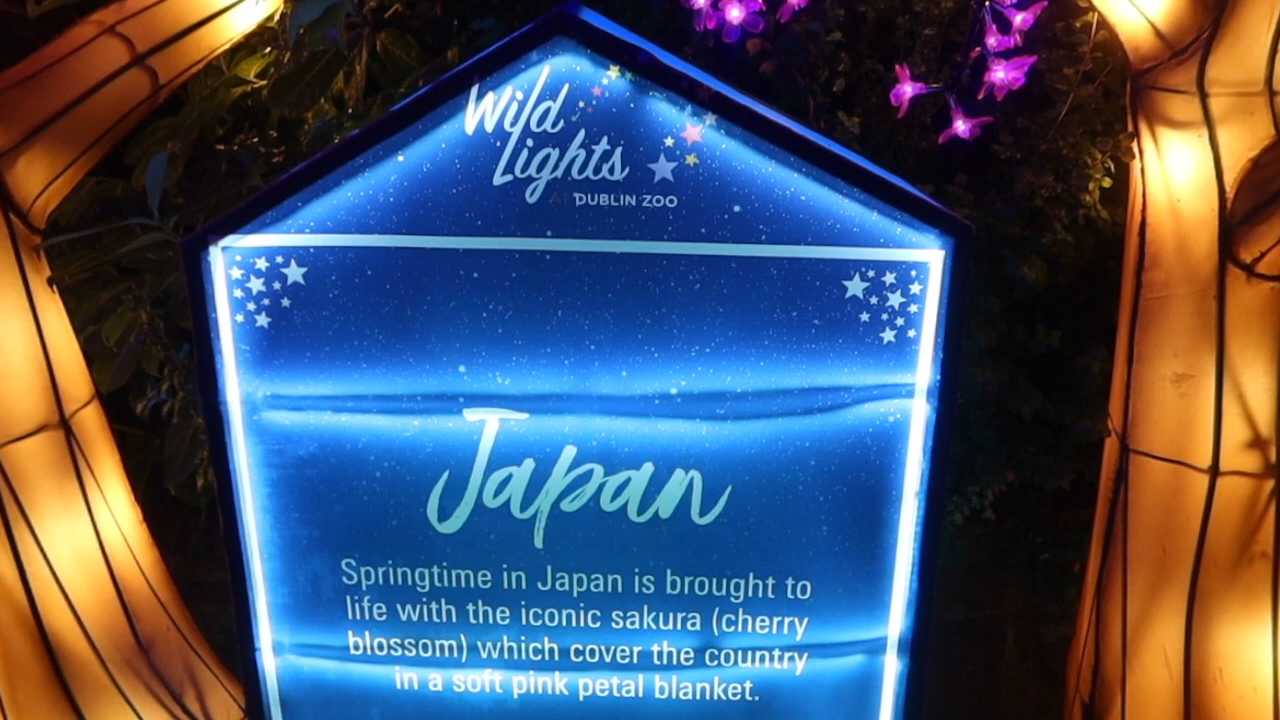 Wild
Lights
AT DUBLIN ZOO
Japan
Springtime in Japan is brought to
life with the iconic sakura (cherry
blossom) which cover the country
in a soft pink petal blanket.